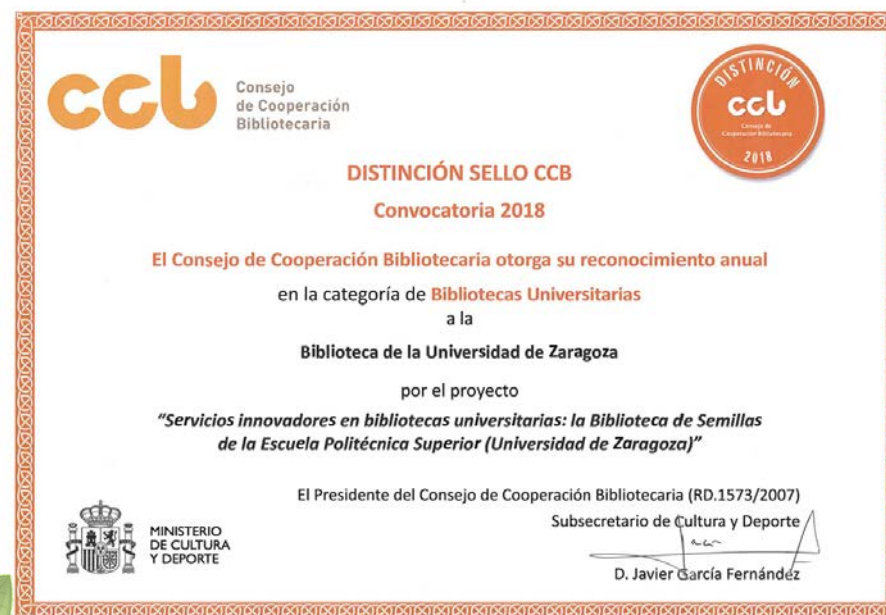 ccb
Consejo
de Cooperación
Bibliotecaria
DISTINCIÓN
ccb
Consejo de
Cooperación Bibliotecaria
2018
DISTINCIÓN SELLO CCB
Convocatoria 2018
El Consejo de Cooperación Bibliotecaria otorga su reconocimiento anual
en la categoría de Bibliotecas Universitarias
a la
Biblioteca de la Universidad de Zaragoza
por el proyecto
“Servicios innovadores en bibliotecas universitarias: la Biblioteca de Semillas
de la Escuela Politécnica Superior (Universidad de Zaragoza)”
El Presidente del Consejo de Cooperación Bibliotecaria (RD.1573/2007)
Subsecretario de Cultura y Deporte
D. Javier García Fernández
MINISTERIO
DE CULTURA
Y DEPORTE